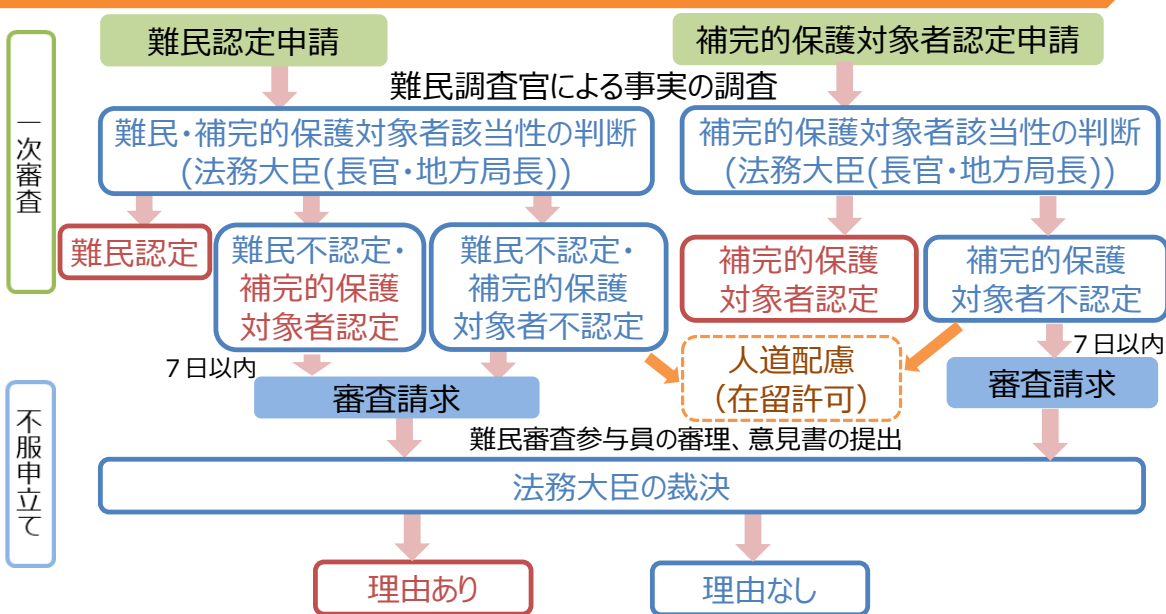 難民認定申請
補完的保護対象者認定申請
難民調査官による事実の調査
一次審査
難民・補完的保護対象者該当性の判断
(法務大臣(長官・地方局長))
補完的保護対象者該当性の判断
(法務大臣(長官・地方局長))
難民認定
難民不認定・
補完的保護
対象者認定
難民不認定・
補完的保護
対象者不認定
補完的保護
対象者認定
補完的保護
対象者不認定
7日以内
審査請求
人道配慮
(在留許可)
7日以内
審査請求
不服申立て
難民審査参与員の審理、意見書の提出
法務大臣の裁決
理由あり
理由なし